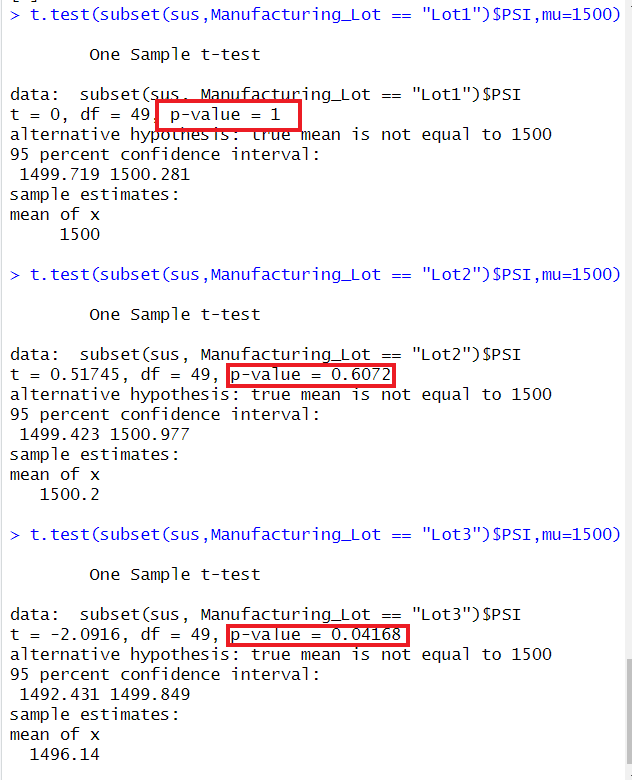 > t.test(subset(sus,Manufacturing_Lot == "Lot1")$PSI,mu=1500)
One Sample t-test
data:  subset(sus, Manufacturing_Lot == "Lot1")$PSI
t = 0, df = 49, p-value = 1
alternative hypothesis: true mean is not equal to 1500
95 percent confidence interval:
 1499.719 1500.281
sample estimates:
mean of x
1500
> t.test(subset(sus,Manufacturing_Lot == "Lot2")$PSI,mu=1500)
One Sample t-test
data:  subset(sus, Manufacturing_Lot == "Lot2")$PSI
t = 0.51745, df = 49, p-value = 0.6072
alternative hypothesis: true mean is not equal to 1500
95 percent confidence interval:
 1499.423 1500.977
sample estimates:
mean of x
1500.2
> t.test(subset(sus,Manufacturing_Lot == "Lot3")$PSI,mu=1500)
One Sample t-test
data:  subset(sus, Manufacturing_Lot == "Lot3")$PSI
t = -2.0916, df = 49, p-value = 0.04168
alternative hypothesis: true mean is not equal to 1500
95 percent confidence interval:
 1492.431 1499.849
sample estimates:
mean of x
1496.14